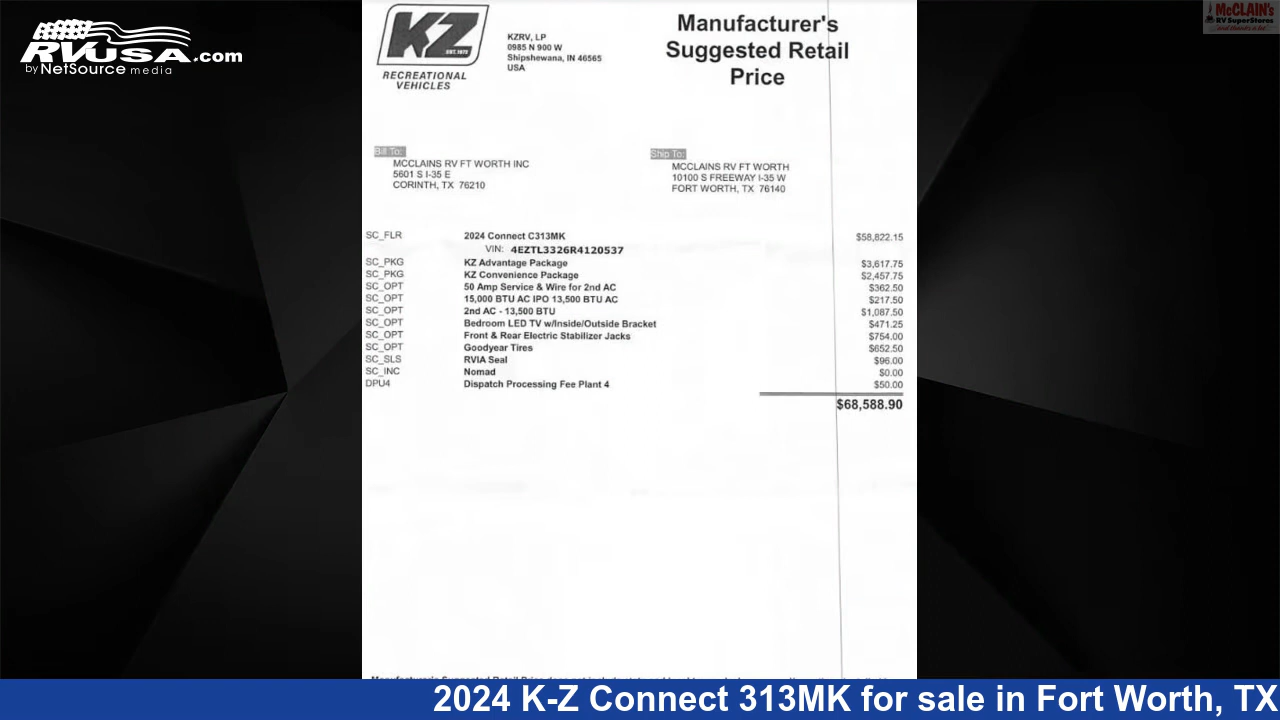 RVUSA.com
by NetSource media
McCLAIN's
RV SuperStores
KZ
EST. 1972
RECREATIONAL
VEHICLES
KZRV, LP
0985 N 900 W
Shipshewana, IN 46565
USA
Manufacturer's
Suggested Retail
Price
Bill To:
MCCLAINS RV FT WORTH INC
5601 S I-35 E
CORINTH, TX 76210
Ship To:
MCCLAINS RV FT WORTH
10100 S FREEWAY I-35 W
FORT WORTH, TX 76140
SC_FLR 2024 Connect C313MK $58,822.15
VIN: 4EZTL3326R4120537
SC_PKG KZ Advantage Package $3,617.75
SC_PKG KZ Convenience Package $2,457.75
SC_OPT 50 Amp Service & Wire for 2nd AC $362.50
SC_OPT 15,000 BTU AC IPO 13,500 BTU AC $217.50
SC_OPT 2nd AC - 13,500 BTU $1,087.50
SC_OPT Bedroom LED TV w/Inside/Outside Bracket $471.25
SC_OPT Front & Rear Electric Stabilizer Jacks $754.00
SC_OPT Goodyear Tires $652.50
SC_SLS RVIA Seal $96.00
SC_INC Nomad $0.00
DPU4 Dispatch Processing Fee Plant 4 $50.00
$68,588.90
2024 K-Z Connect 313MK for sale in Fort Worth, TX